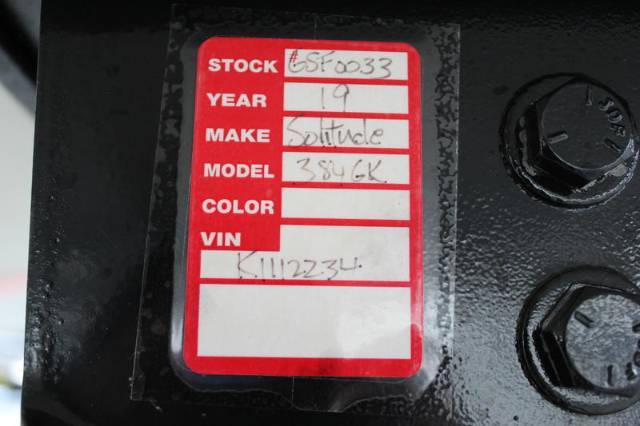 STOCK #GSF0033
YEAR 19
MAKE Solitude
MODEL 384GK
COLOR
VIN
K1112234